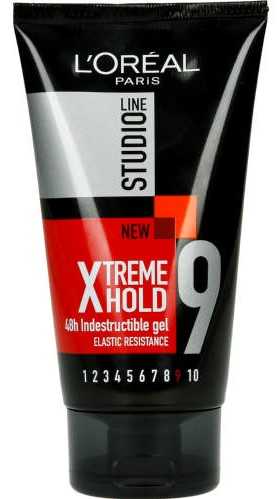 L'ORÉAL
PARIS
STUDIO LINE
NEW
XTREME HOLD 9
48h Indestructible gel
ELASTIC RESISTANCE
1 2 3 4 5 6 7 8 9 10